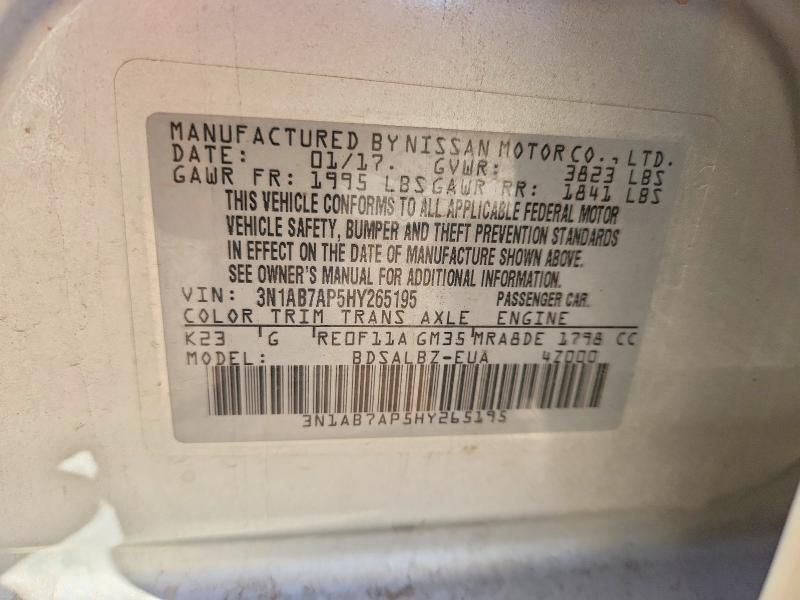 MANUFACTURED BY NISSAN MOTOR CO., LTD.
DATE: 01/17. GVWR: 3823 LBS
GAWR FR: 1995 LBS GAWR RR: 1841 LBS
THIS VEHICLE CONFORMS TO ALL APPLICABLE FEDERAL MOTOR
VEHICLE SAFETY, BUMPER AND THEFT PREVENTION STANDARDS
IN EFFECT ON THE DATE OF MANUFACTURE SHOWN ABOVE.
SEE OWNER'S MANUAL FOR ADDITIONAL INFORMATION.
VIN: 3N1AB7AP5HY265195 PASSENGER CAR
COLOR TRIM TRANS AXLE ENGINE
K23 G RE0F11A GM35 MRA8DE 1798 CC
MODEL: BDSALBZ-EUA 4Z000
3N1AB7AP5HY265195